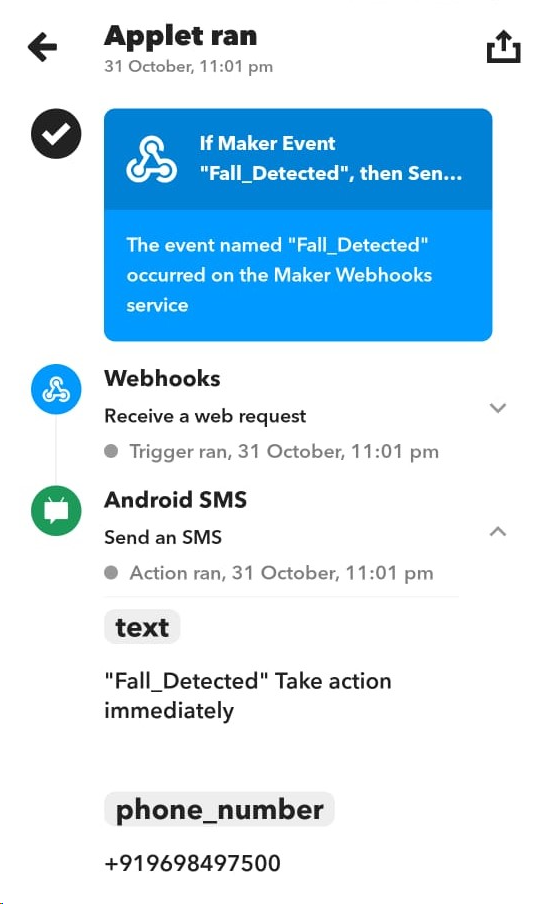 Applet ran
31 October, 11:01 pm
If Maker Event
"Fall_Detected", then Sen...
The event named "Fall_Detected"
occurred on the Maker Webhooks
service
Webhooks
Receive a web request
Trigger ran, 31 October, 11:01 pm
Android SMS
Send an SMS
Action ran, 31 October, 11:01 pm
text
"Fall_Detected" Take action
immediately
phone_number
+919698497500